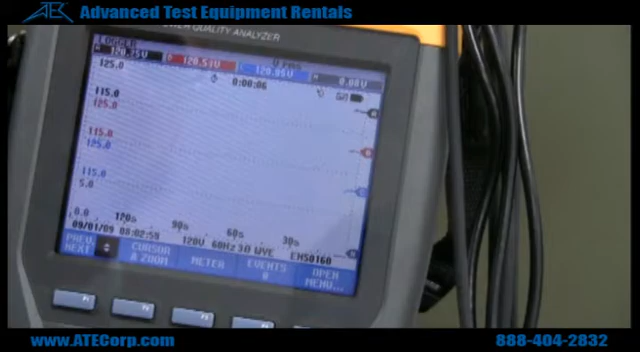 Advanced Test Equipment Rentals
POWER QUALITY ANALYZER
LOGGER
120.51V
0.08V
125.0
0:00:06
115.0
125.0
115.0
125.0
115.0
5.0
0.0 120s 90s 60s 30s
09/01/09 08:02:59 120V 60Hz 3Ø WYE EN50160
PREV. NEXT
CURSOR & ZOOM
METER
EVENTS 0
OPEN MENU...
www.ATECorp.com 888-404-2832